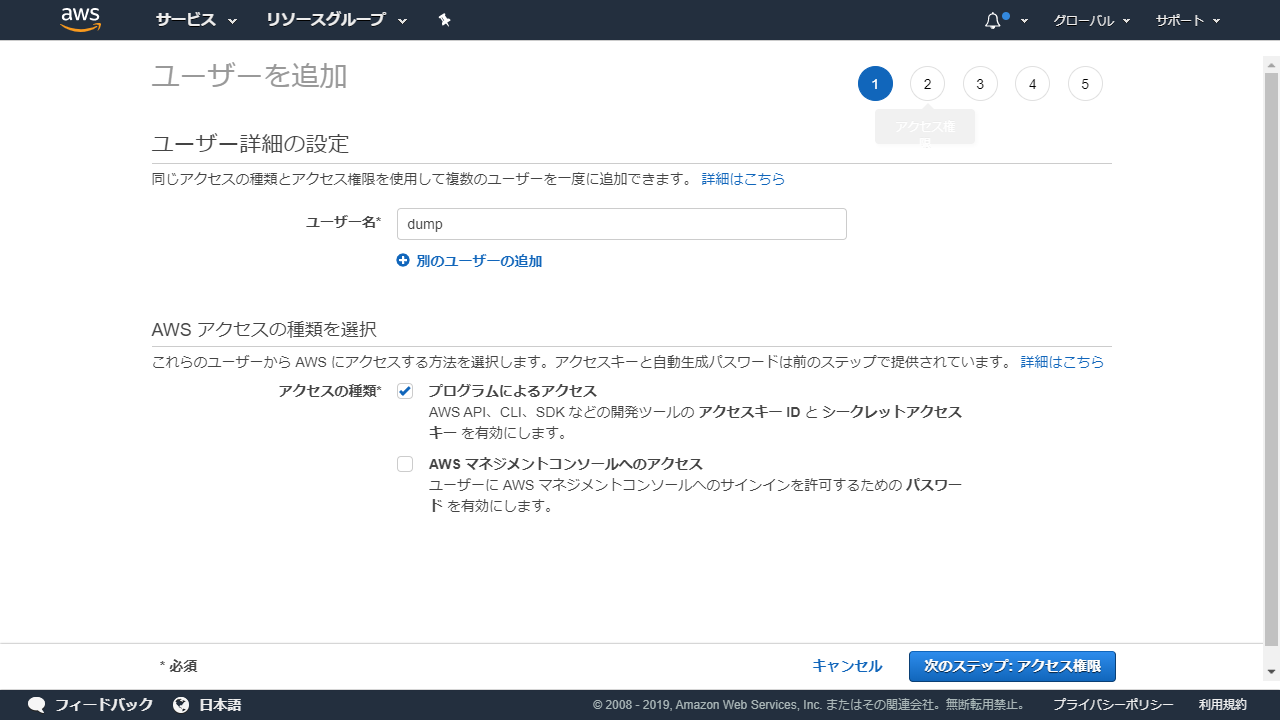 aws サービス リソースグループ グローバル サポート
ユーザーを追加
1 2 3 4 5
アクセス権限
ユーザー詳細の設定
同じアクセスの種類とアクセス権限を使用して複数のユーザーを一度に追加できます。 詳細はこちら
ユーザー名* dump
別のユーザーの追加
AWS アクセスの種類を選択
これらのユーザーから AWS にアクセスする方法を選択します。アクセスキーと自動生成パスワードは前のステップで提供されています。 詳細はこちら
アクセスの種類* プログラムによるアクセス
AWS API、CLI、SDK などの開発ツールの アクセスキー ID と シークレットアクセス
キー を有効にします。
AWS マネジメントコンソールへのアクセス
ユーザーに AWS マネジメントコンソールへのサインインを許可するための パスワー
ド を有効にします。
* 必須 キャンセル 次のステップ: アクセス権限
フィードバック 日本語 © 2008 - 2019, Amazon Web Services, Inc. またはその関連会社。無断転用禁止。 プライバシーポリシー 利用規約